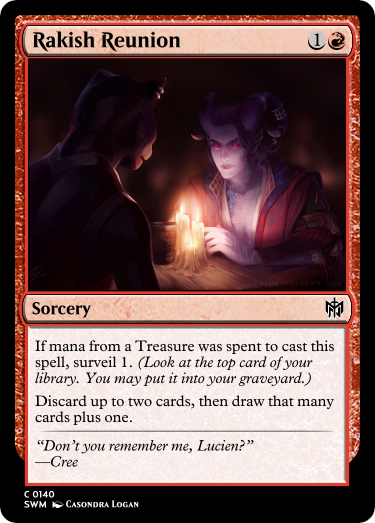 Rakish Reunion
1
Sorcery
If mana from a Treasure was spent to cast this
spell, surveil 1. (Look at the top card of your
library. You may put it into your graveyard.)
Discard up to two cards, then draw that many
cards plus one.
“Don’t you remember me, Lucien?”
—Cree
C 0140
SWM Casondra Logan